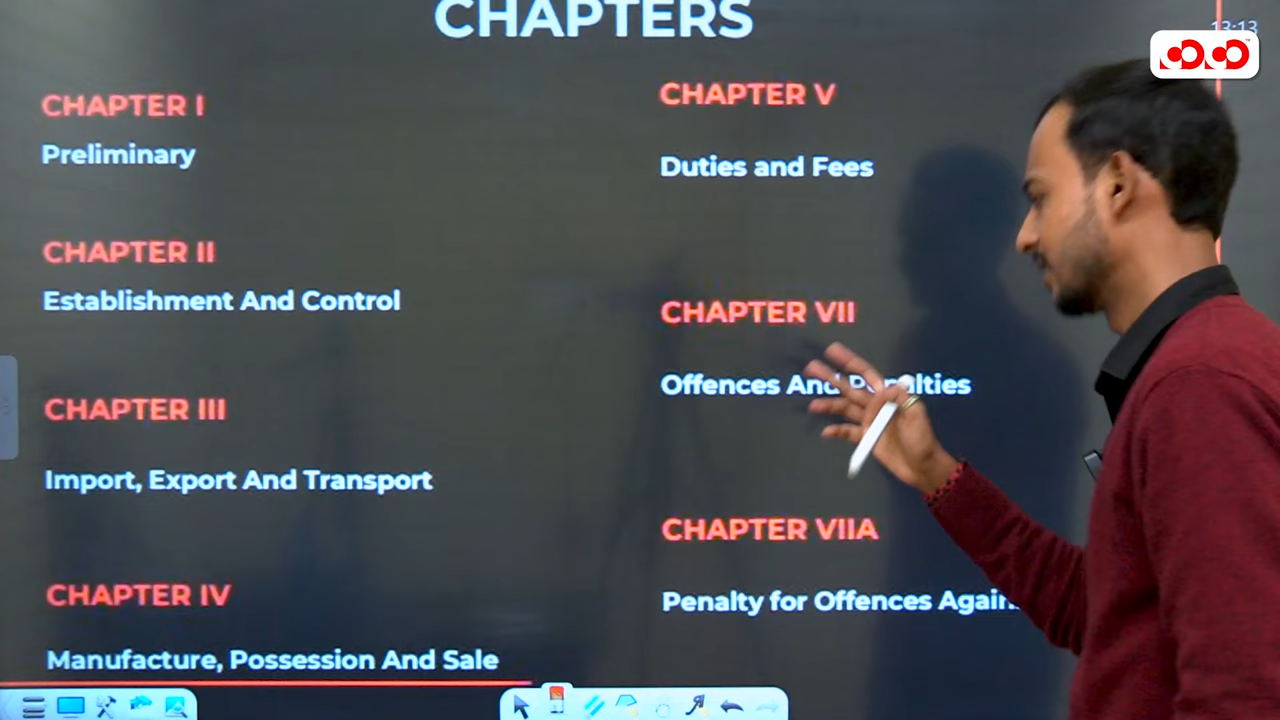 CHAPTERS
13:13
CHAPTER I
Preliminary
CHAPTER II
Establishment And Control
CHAPTER III
Import, Export And Transport
CHAPTER IV
Manufacture, Possession And Sale
CHAPTER V
Duties and Fees
CHAPTER VII
Offences And Penalties
CHAPTER VIIA
Penalty for Offences